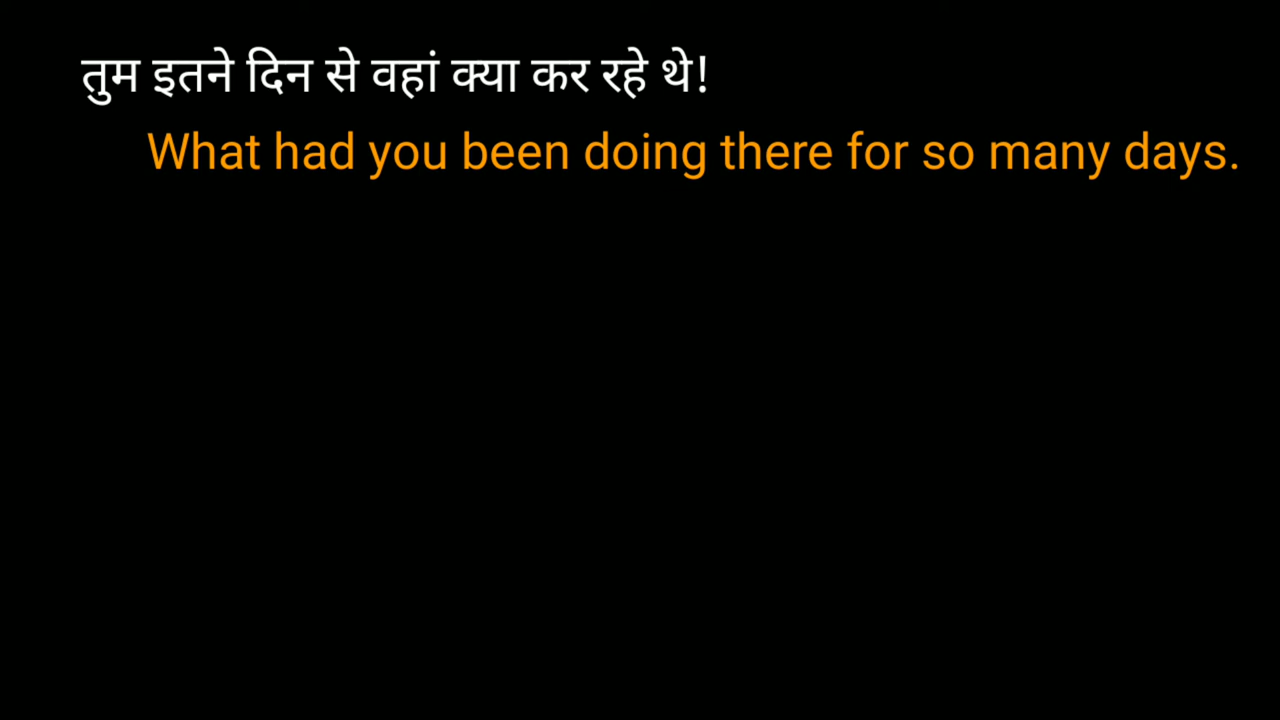 तुम इतने दिन से वहां क्या कर रहे थे!
What had you been doing there for so many days.